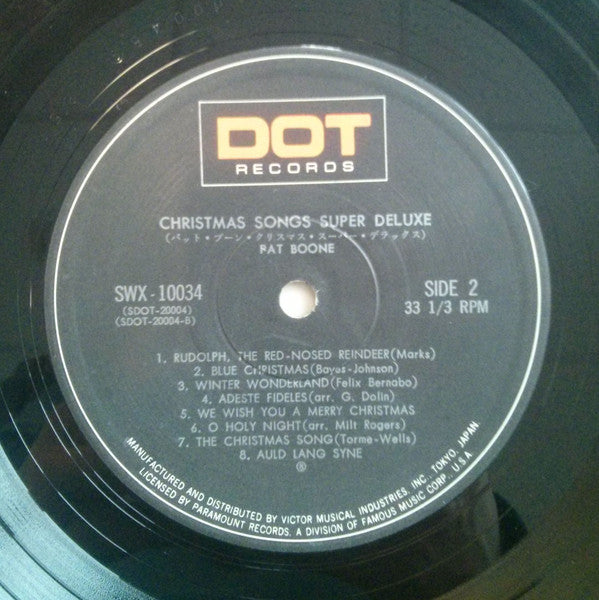 DOT
RECORDS
CHRISTMAS SONGS SUPER DELUXE
(パット・ブーン・クリスマス・スーパー・デラックス)
PAT BOONE
SWX-10034
(SDOT-20004)
(SDOT-20004-B)
SIDE 2
33 1/3 RPM
1. RUDOLPH, THE RED-NOSED REINDEER(Marks)
2. BLUE CHRISTMAS(Bayes-Johnson)
3. WINTER WONDERLAND(Felix Bernabo)
4. ADESTE FIDELES(arr. G. Dolin)
5. WE WISH YOU A MERRY CHRISTMAS
6. O HOLY NIGHT(arr. Milt Rogers)
7. THE CHRISTMAS SONG(Torme-Wells)
8. AULD LANG SYNE
MANUFACTURED AND DISTRIBUTED BY VICTOR MUSICAL INDUSTRIES, INC., TOKYO, JAPAN.
LICENSED BY PARAMOUNT RECORDS, A DIVISION OF FAMOUS MUSIC CORP., U.S.A.